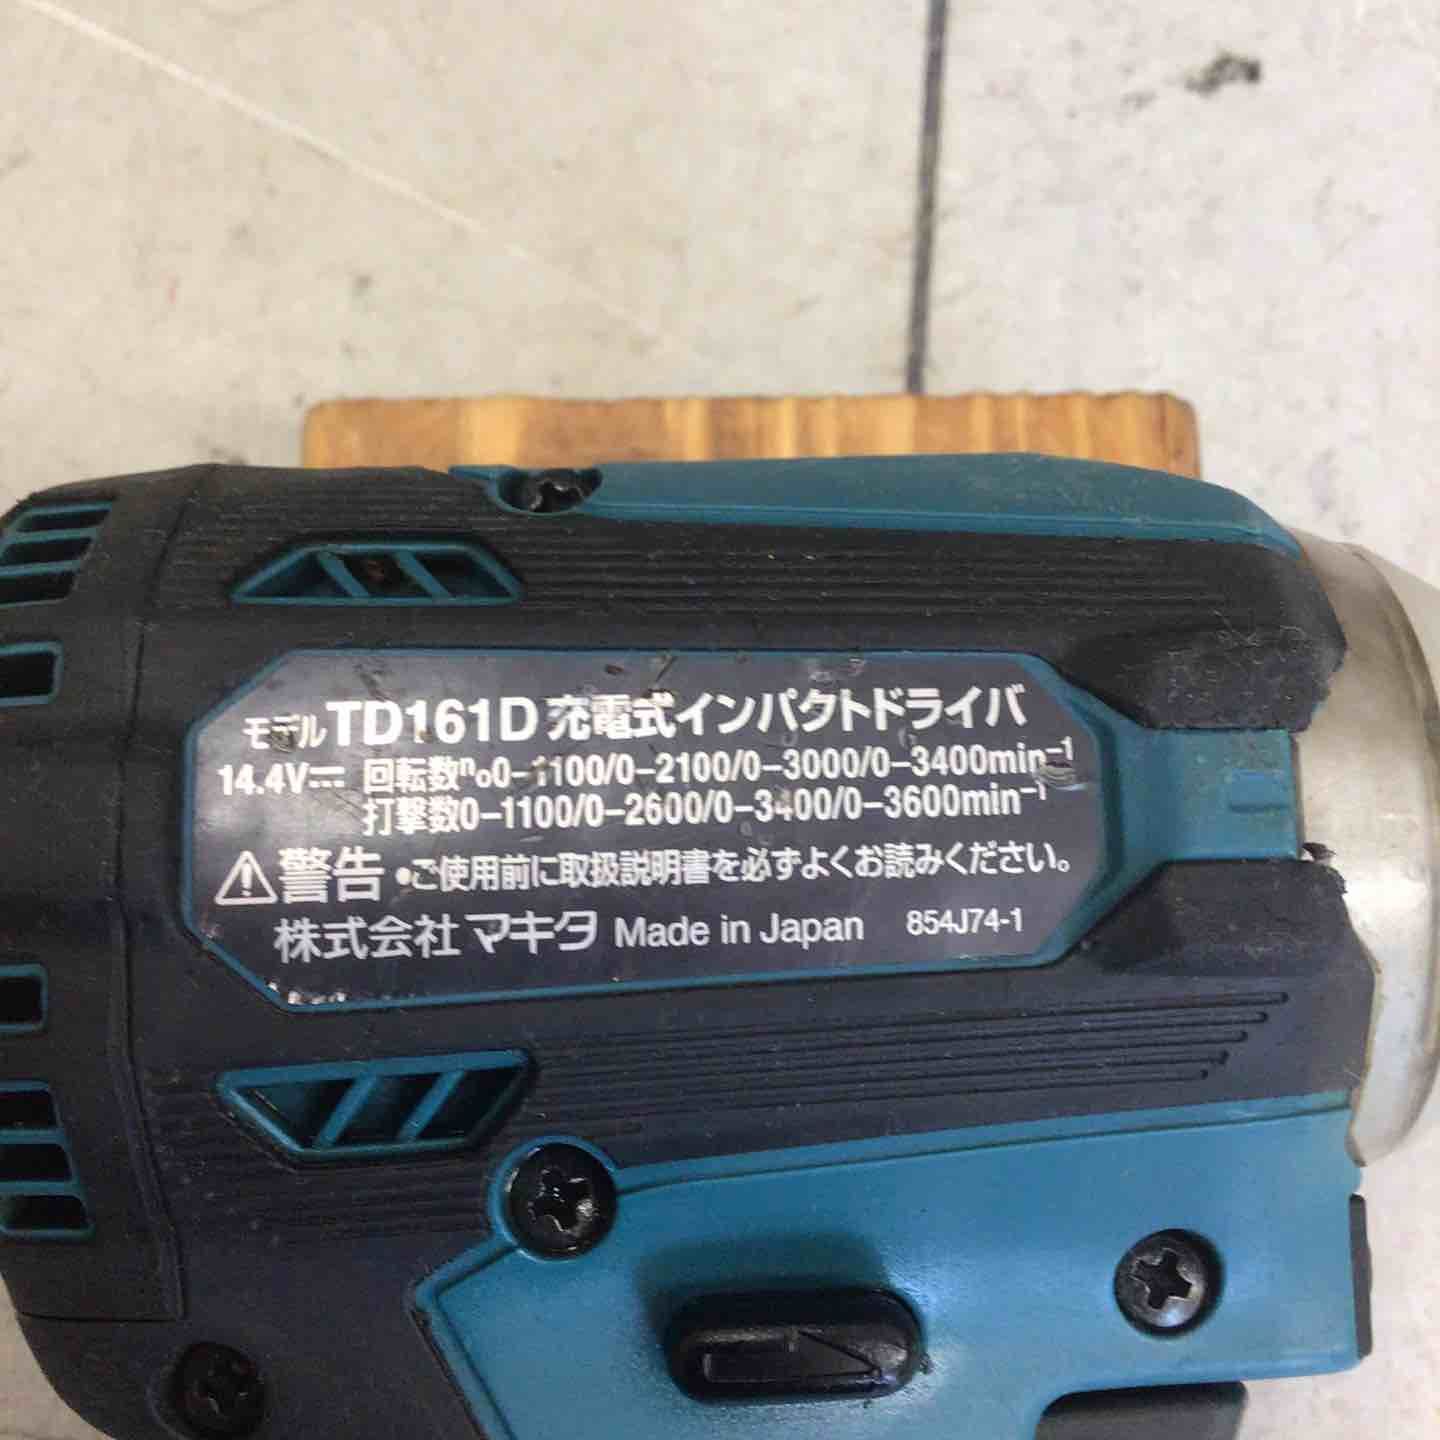 モデルTD161D 充電式インパクトドライバ
14.4V⎓ 回転数n₀0-1100/0-2100/0-3000/0-3400min⁻¹
打撃数0-1100/0-2600/0-3400/0-3600min⁻¹
⚠警告 •ご使用前に取扱説明書を必ずよくお読みください。
株式会社マキタ Made in Japan 854J74-1